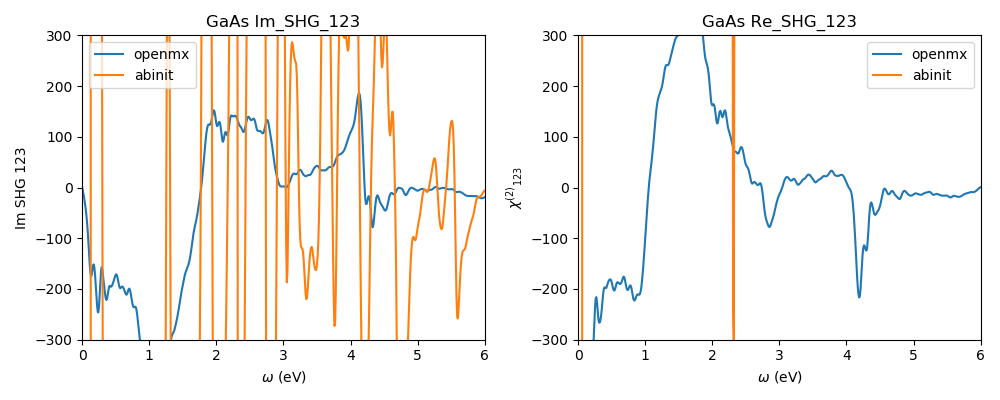 GaAs Im_SHG_123
Im SHG 123
300
200
100
0
−100
−200
−300
openmx
abinit
0 1 2 3 4 5 6
ω (eV)
GaAs Re_SHG_123
χ⁽²⁾₁₂₃
300
200
100
0
−100
−200
−300
openmx
abinit
0 1 2 3 4 5 6
ω (eV)